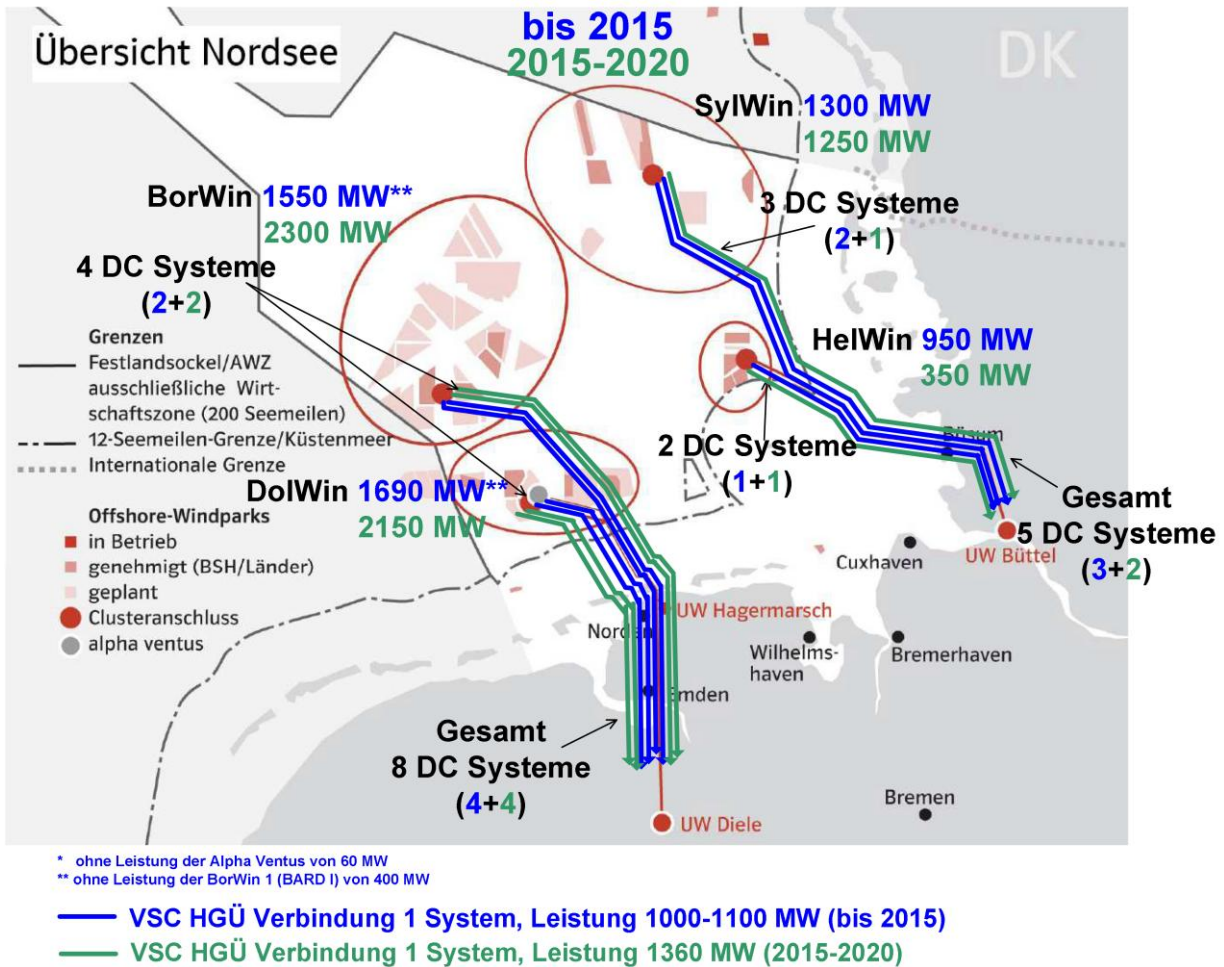 Übersicht Nordsee
bis 2015
2015-2020
DK
SylWin 1300 MW
1250 MW
BorWin 1550 MW**
2300 MW
3 DC Systeme
(2+1)
4 DC Systeme
(2+2)
Grenzen
Festlandsockel/AWZ
ausschließliche Wirt-
schaftszone (200 Seemeilen)
12-Seemeilen-Grenze/Küstenmeer
Internationale Grenze
HelWin 950 MW
350 MW
2 DC Systeme
(1+1)
Büsum
DolWin 1690 MW**
2150 MW
Gesamt
5 DC Systeme
(3+2)
Offshore-Windparks
in Betrieb
genehmigt (BSH/Länder)
geplant
Clusteranschluss
alpha ventus
Cuxhaven
UW Büttel
UW Hagermarsch
Norden
Wilhelms-
haven
Bremerhaven
Emden
Gesamt
8 DC Systeme
(4+4)
Bremen
UW Diele
* ohne Leistung der Alpha Ventus von 60 MW
** ohne Leistung der BorWin 1 (BARD I) von 400 MW
VSC HGÜ Verbindung 1 System, Leistung 1000-1100 MW (bis 2015)
VSC HGÜ Verbindung 1 System, Leistung 1360 MW (2015-2020)